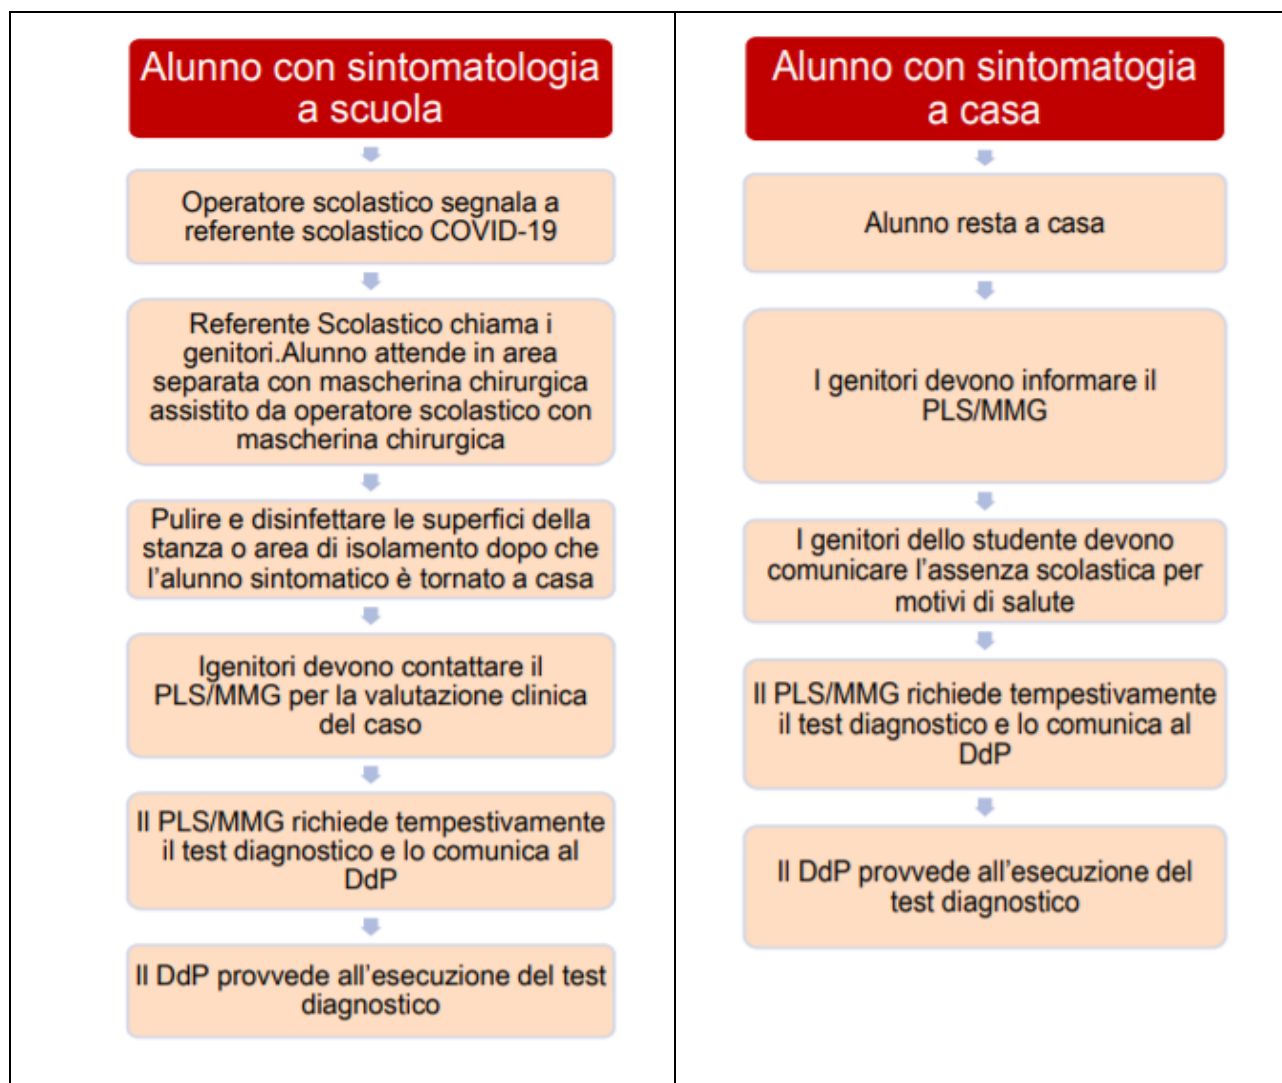 Alunno con sintomatologia
a scuola
Operatore scolastico segnala a
referente scolastico COVID-19
Referente Scolastico chiama i
genitori.Alunno attende in area
separata con mascherina chirurgica
assistito da operatore scolastico con
mascherina chirurgica
Pulire e disinfettare le superfici della
stanza o area di isolamento dopo che
l'alunno sintomatico è tornato a casa
Igenitori devono contattare il
PLS/MMG per la valutazione clinica
del caso
Il PLS/MMG richiede tempestivamente
il test diagnostico e lo comunica al
DdP
Il DdP provvede all'esecuzione del test
diagnostico
Alunno con sintomatogia
a casa
Alunno resta a casa
I genitori devono informare il
PLS/MMG
I genitori dello studente devono
comunicare l'assenza scolastica per
motivi di salute
Il PLS/MMG richiede tempestivamente
il test diagnostico e lo comunica al
DdP
Il DdP provvede all'esecuzione del
test diagnostico